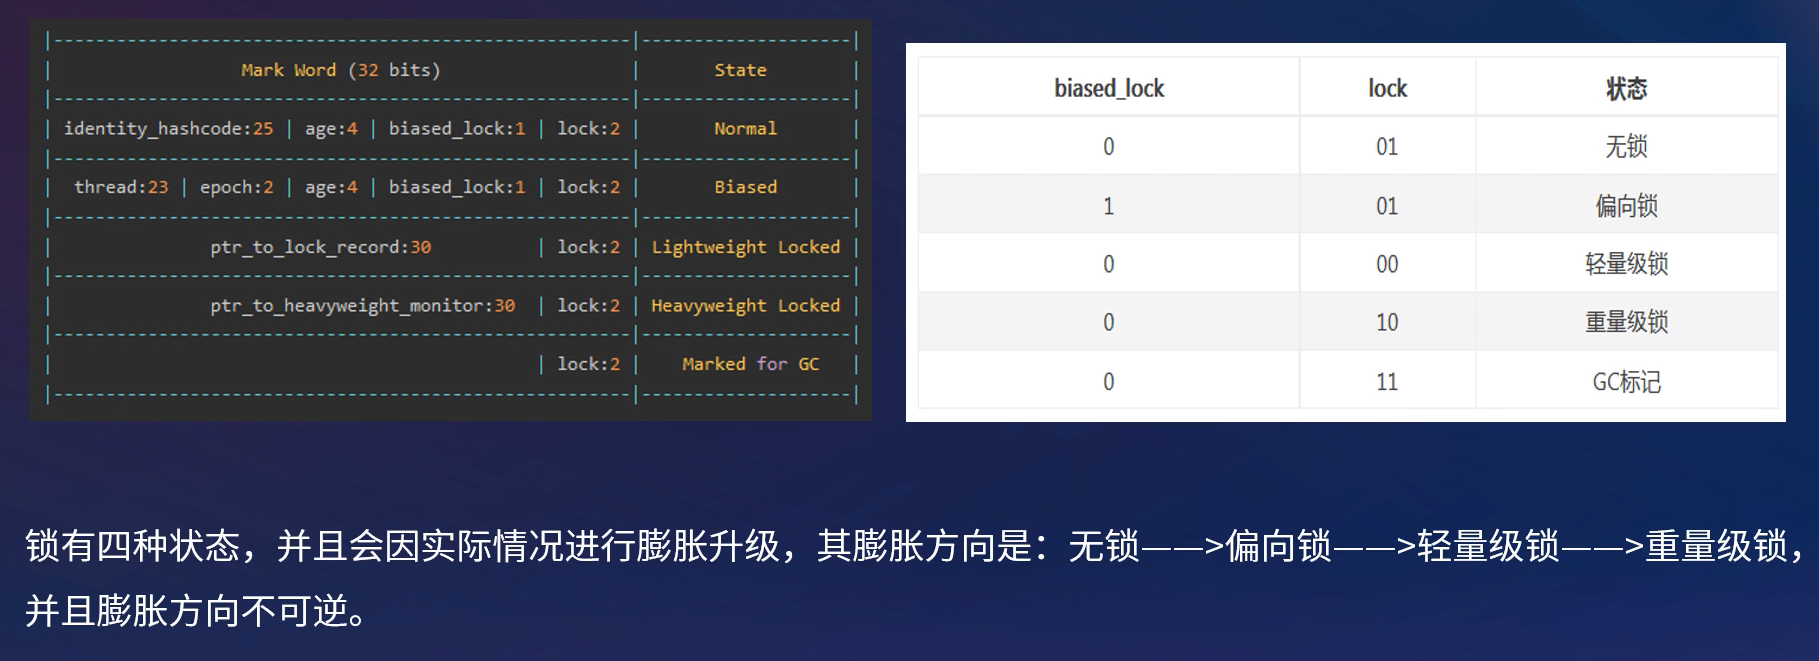 |-------------------------------------------------------|--------------------|
|                  Mark Word (32 bits)                  |       State        |
|-------------------------------------------------------|--------------------|
| identity_hashcode:25 | age:4 | biased_lock:1 | lock:2 |       Normal       |
|-------------------------------------------------------|--------------------|
|  thread:23 | epoch:2 | age:4 | biased_lock:1 | lock:2 |       Biased       |
|-------------------------------------------------------|--------------------|
|               ptr_to_lock_record:30          | lock:2 | Lightweight Locked |
|-------------------------------------------------------|--------------------|
|               ptr_to_heavyweight_monitor:30  | lock:2 | Heavyweight Locked |
|-------------------------------------------------------|--------------------|
|                                              | lock:2 |    Marked for GC   |
|-------------------------------------------------------|--------------------|
biased_lock lock 状态
0 01 无锁
1 01 偏向锁
0 00 轻量级锁
0 10 重量级锁
0 11 GC标记
锁有四种状态，并且会因实际情况进行膨胀升级，其膨胀方向是：无锁——>偏向锁——>轻量级锁——>重量级锁，
并且膨胀方向不可逆。